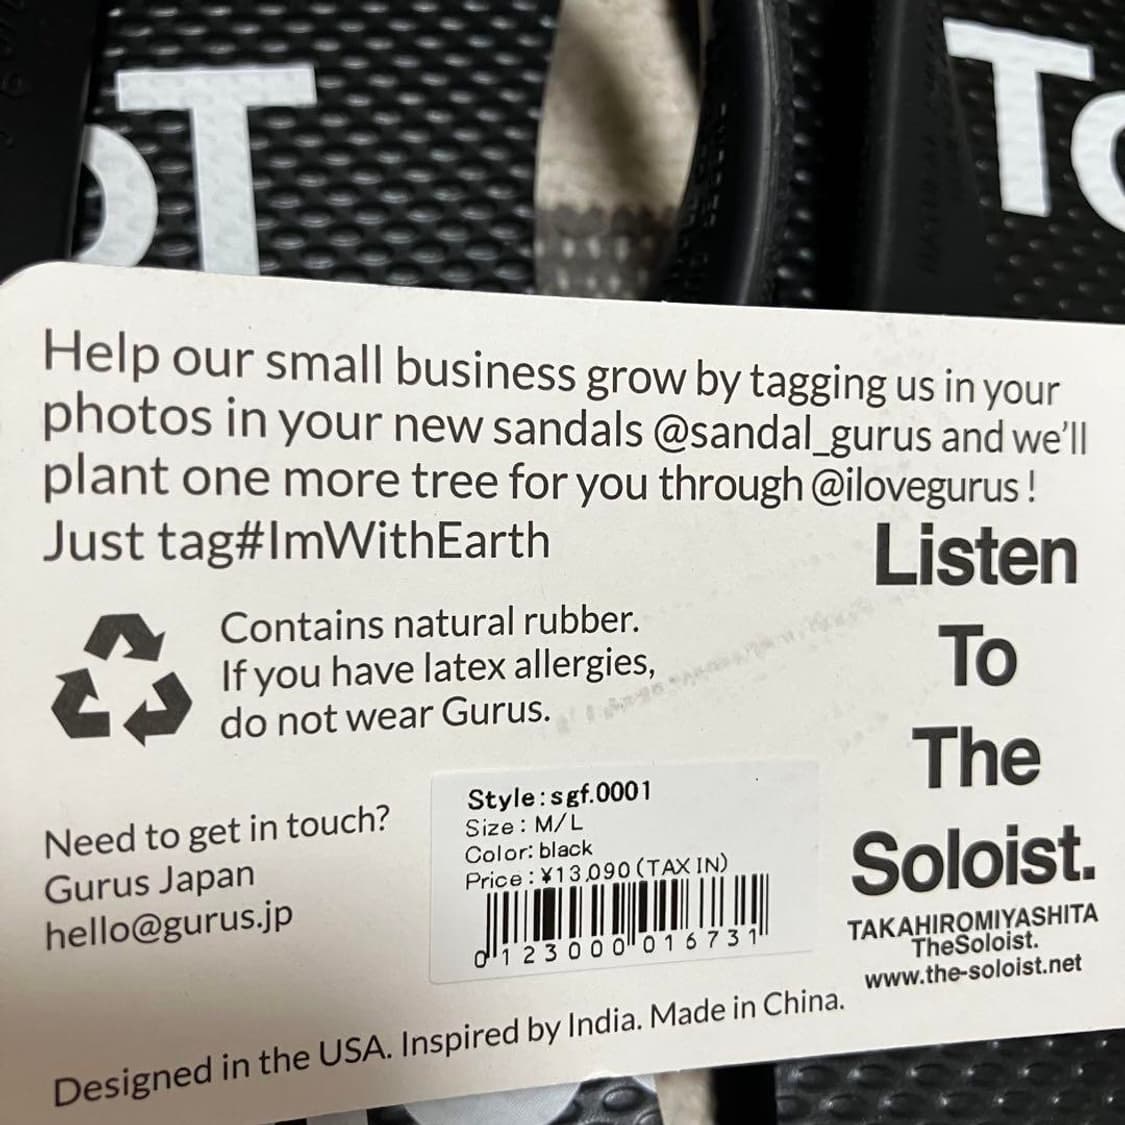 T
To
Help our small business grow by tagging us in your
photos in your new sandals @sandal_gurus and we'll
plant one more tree for you through @ilovegurus!
Just tag#ImWithEarth
Contains natural rubber.
If you have latex allergies,
do not wear Gurus.
Need to get in touch?
Gurus Japan
hello@gurus.jp
Style:sgf.0001
Size: M/L
Color: black
Price:¥13,090(TAX IN)
0 123000 016731
Listen
To
The
Soloist.
TAKAHIROMIYASHITA
TheSoloist.
www.the-soloist.net
Designed in the USA. Inspired by India. Made in China.